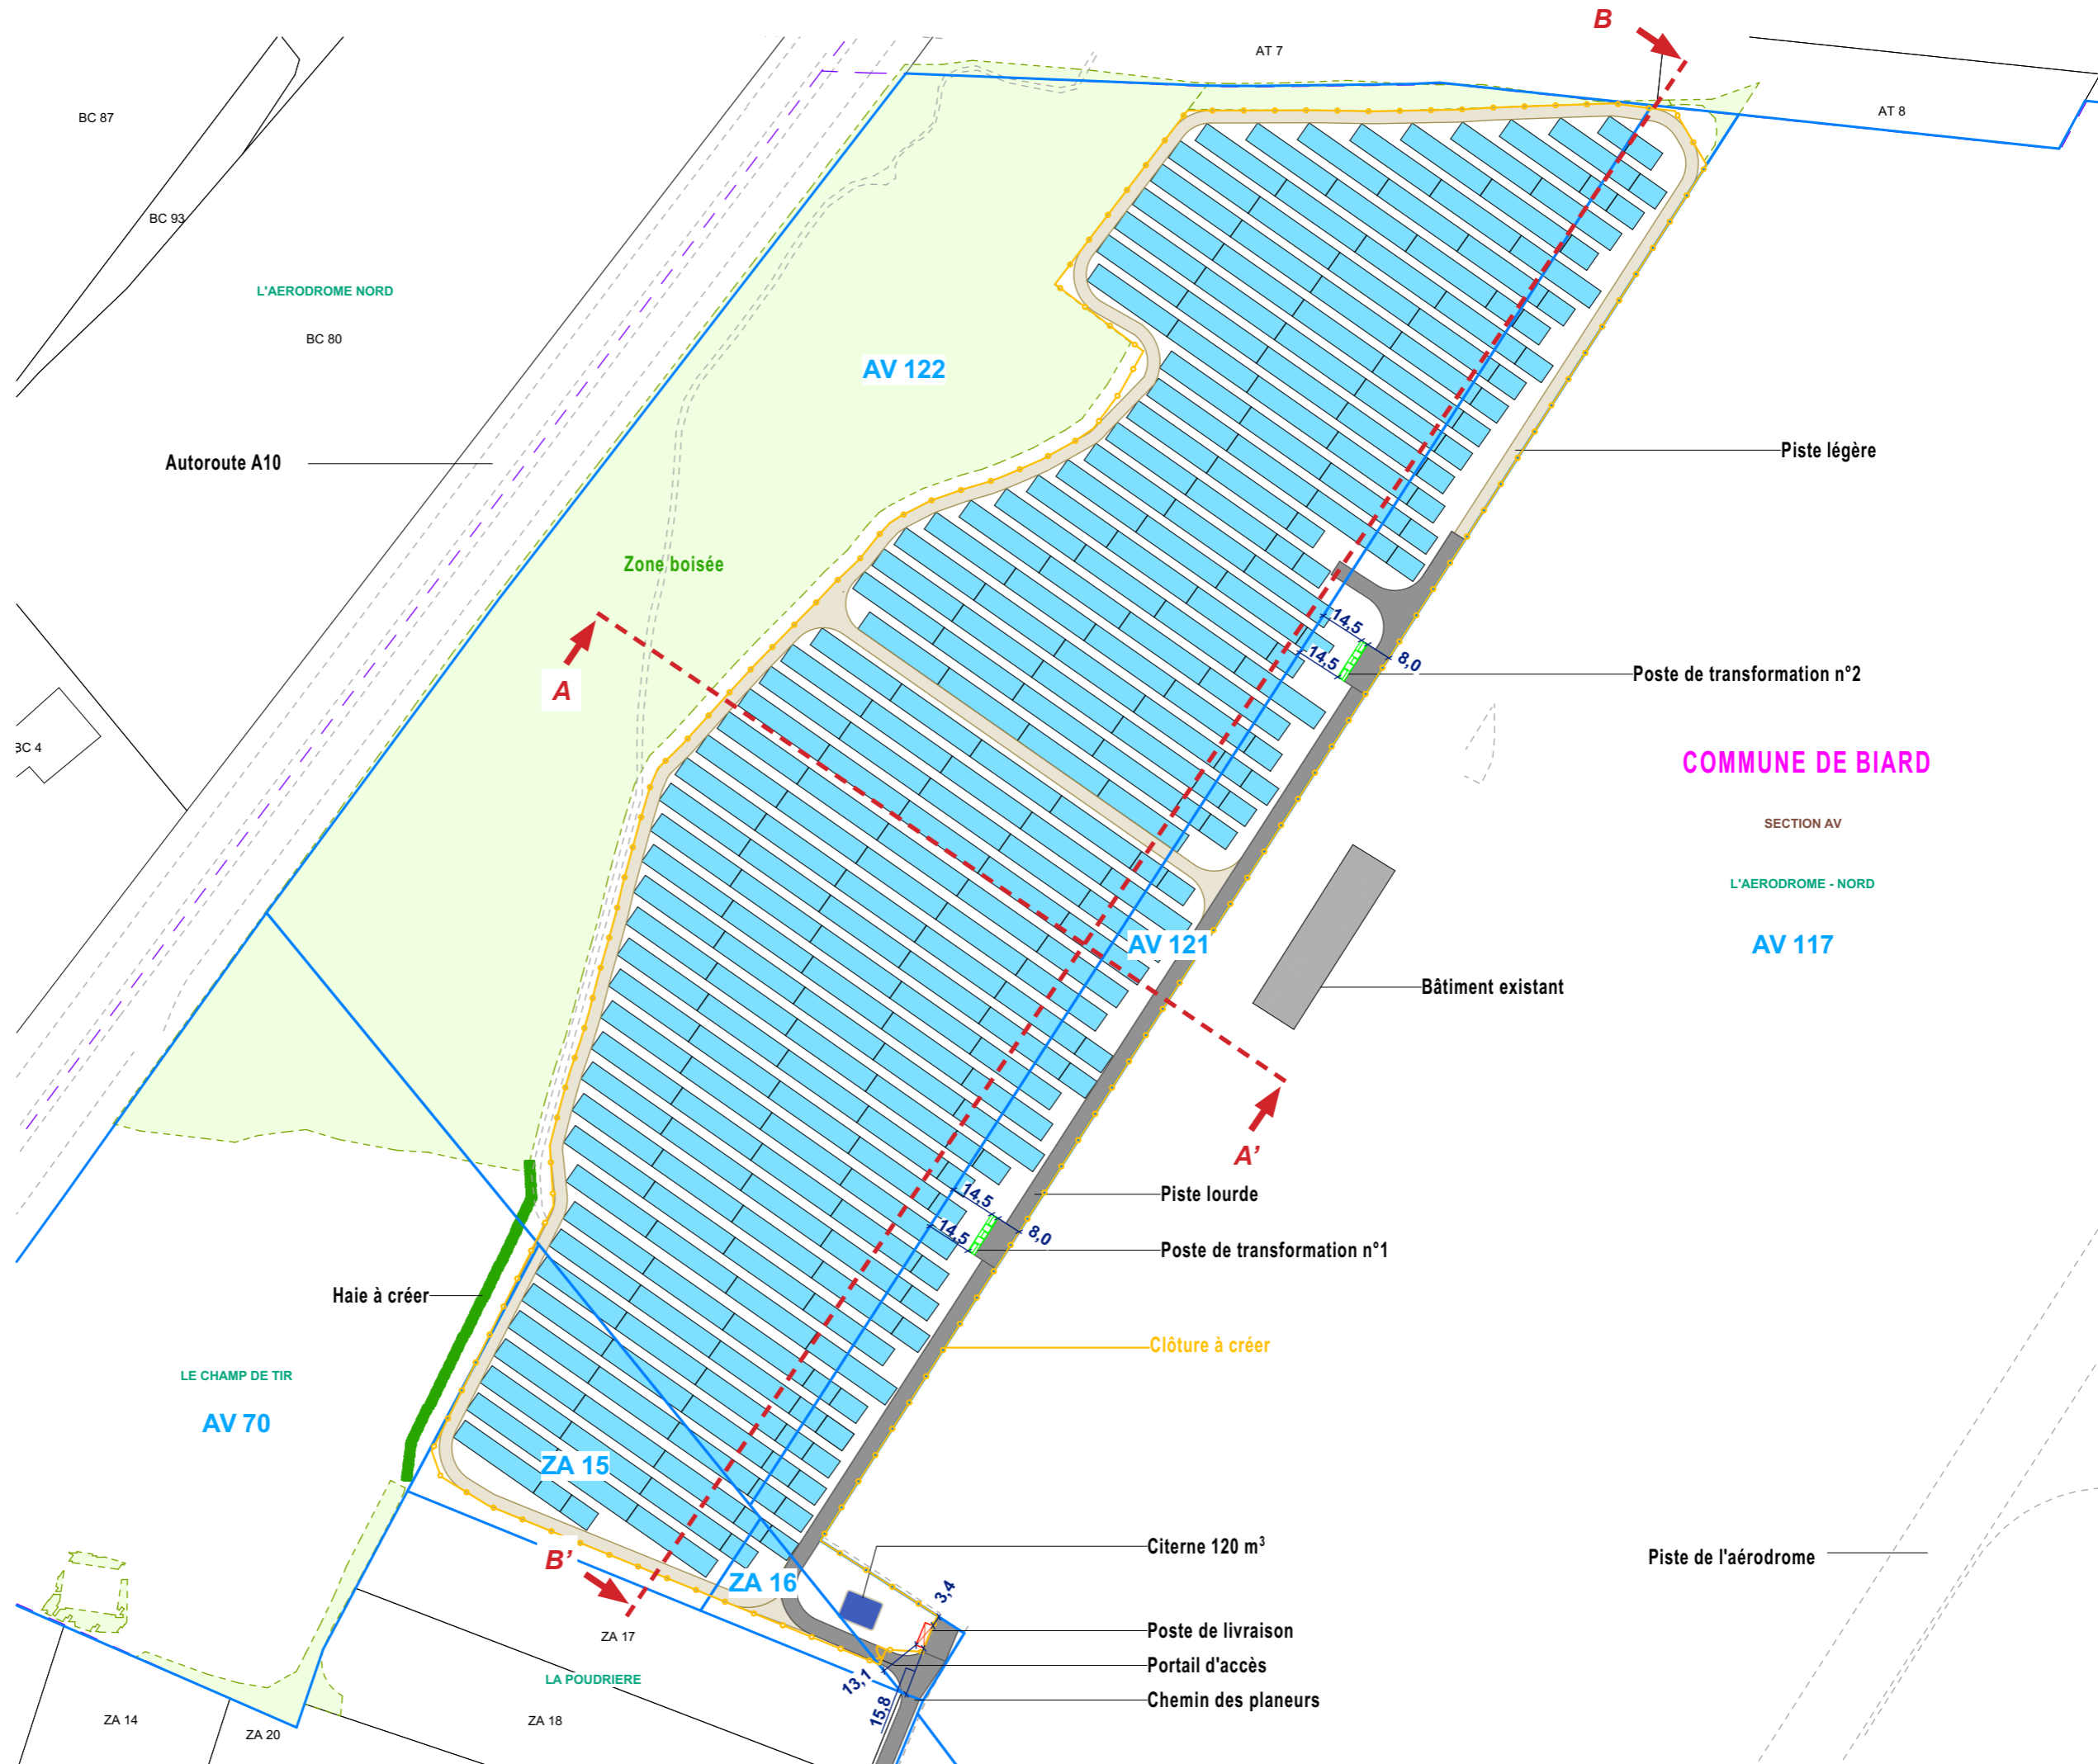 B
AT 7
AT 8
BC 87
BC 93
L'AERODROME NORD
BC 80
AV 122
Autoroute A10
Piste légère
Zone boisée
14,5
14,5
8,0
Poste de transformation n°2
A
BC 4
COMMUNE DE BIARD
SECTION AV
L'AERODROME - NORD
AV 121
AV 117
Bâtiment existant
A'
Piste lourde
14,5
14,5
8,0
Poste de transformation n°1
Haie à créer
Clôture à créer
LE CHAMP DE TIR
AV 70
ZA 15
B'
ZA 16
Citerne 120 m³
Piste de l'aérodrome
3,4
ZA 17
Poste de livraison
LA POUDRIERE
Portail d'accès
13,1
15,8
Chemin des planeurs
ZA 14
ZA 20
ZA 18